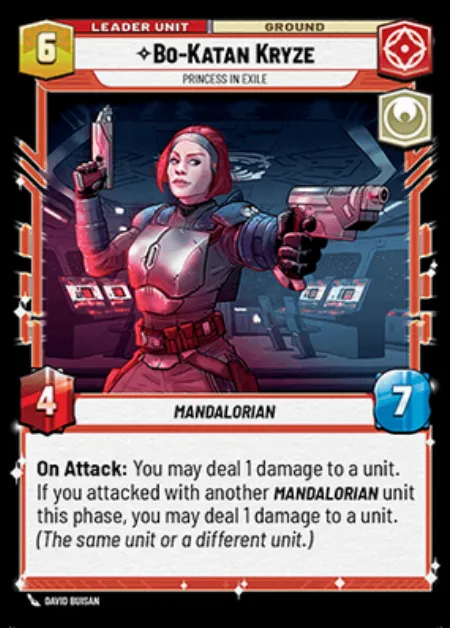 LEADER UNIT
GROUND
6
BO-KATAN KRYZE
PRINCESS IN EXILE
4
MANDALORIAN
7
On Attack: You may deal 1 damage to a unit.
If you attacked with another MANDALORIAN unit
this phase, you may deal 1 damage to a unit.
(The same unit or a different unit.)
DAVID BUISAN